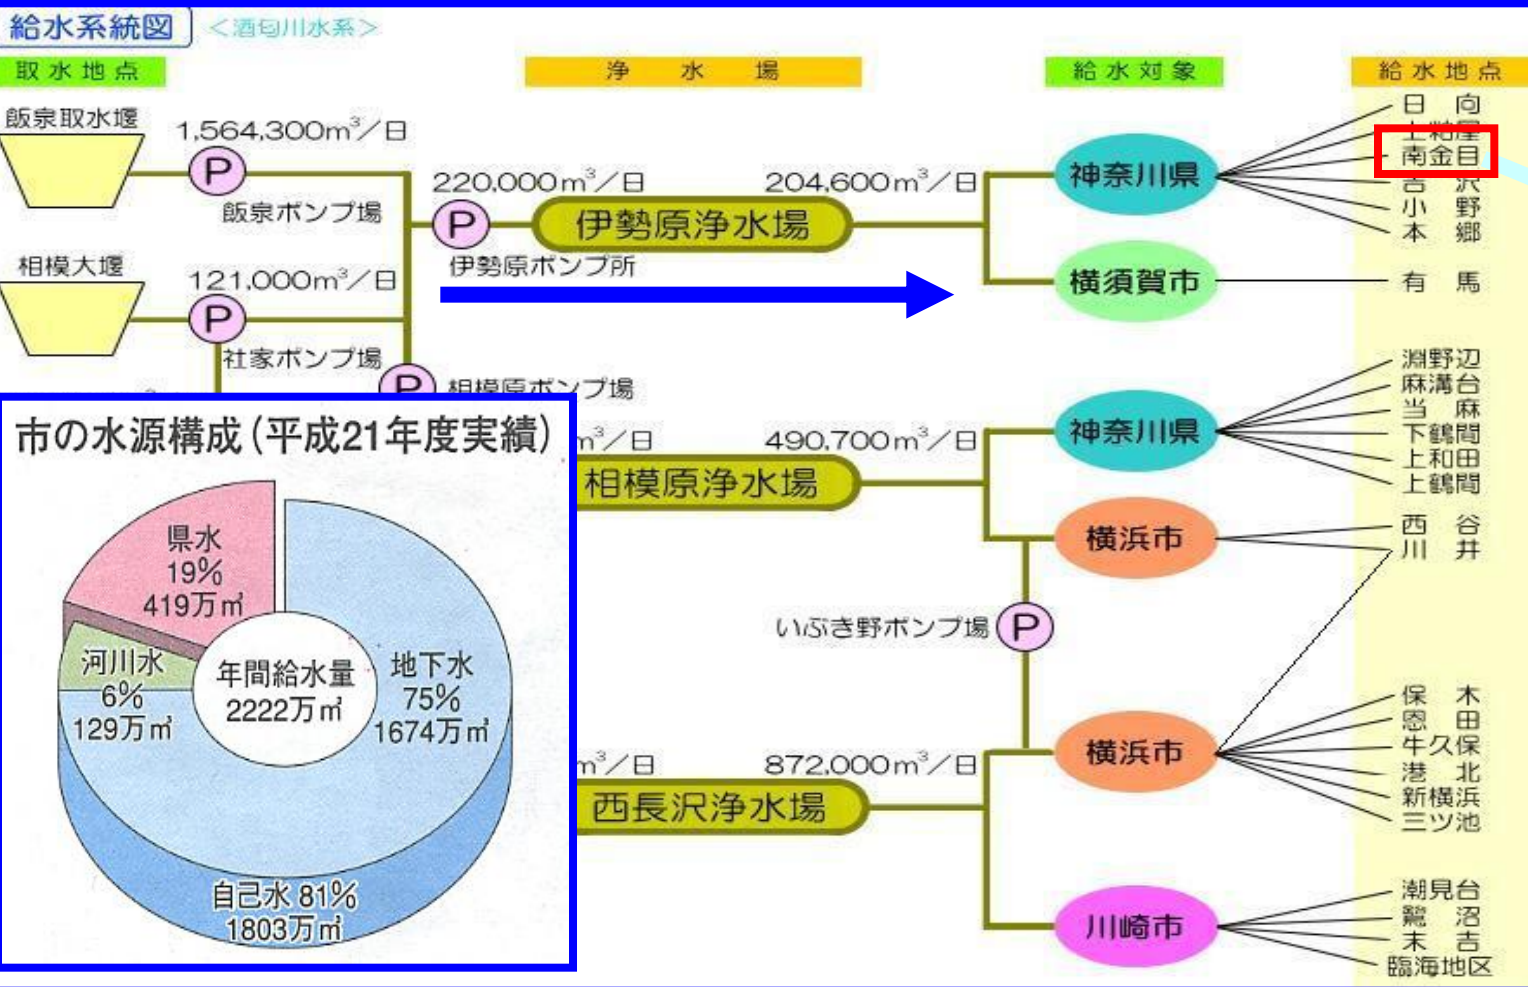 給水系統図 <酒匂川水系>
取水地点 浄水場 給水対象 給水地点
飯泉取水堰
1,564,300m³/日
P
飯泉ポンプ場
相模大堰
121,000m³/日
P
社家ポンプ場
220,000m³/日
P
伊勢原ポンプ所
伊勢原浄水場
204,600m³/日
神奈川県
日向
上粕屋
南金目
吉沢
小野
本郷
横須賀市
有馬
P
相模原ポンプ場
m³/日
相模原浄水場
490,700m³/日
神奈川県
淵野辺
麻溝台
当麻
下鶴間
上和田
上鶴間
横浜市
西谷
川井
いぶき野ポンプ場
P
m³/日
西長沢浄水場
872,000m³/日
横浜市
保木
恩田
牛久保
港北
新横浜
三ツ池
川崎市
潮見台
鷺沼
末吉
臨海地区
市の水源構成(平成21年度実績)
県水
19%
419万㎥
河川水
6%
129万㎥
年間給水量
2222万㎥
地下水
75%
1674万㎥
自己水 81%
1803万㎥